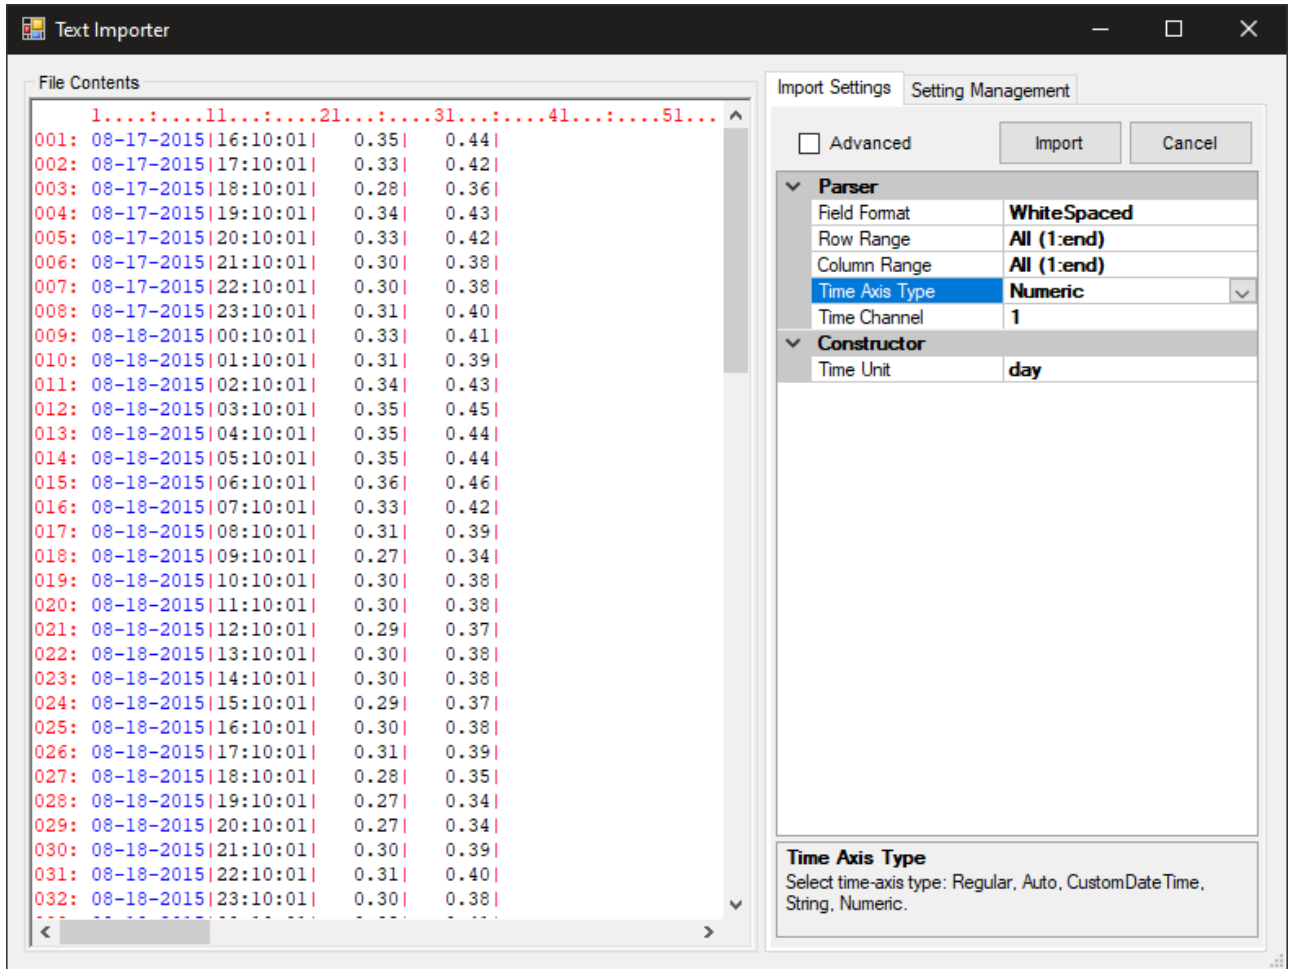 Text Importer
File Contents
1....:....11...:....21...:....31...:....41...:....51...
001: 08-17-2015|16:10:01|   0.35|   0.44|
002: 08-17-2015|17:10:01|   0.33|   0.42|
003: 08-17-2015|18:10:01|   0.28|   0.36|
004: 08-17-2015|19:10:01|   0.34|   0.43|
005: 08-17-2015|20:10:01|   0.33|   0.42|
006: 08-17-2015|21:10:01|   0.30|   0.38|
007: 08-17-2015|22:10:01|   0.30|   0.38|
008: 08-17-2015|23:10:01|   0.31|   0.40|
009: 08-18-2015|00:10:01|   0.33|   0.41|
010: 08-18-2015|01:10:01|   0.31|   0.39|
011: 08-18-2015|02:10:01|   0.34|   0.43|
012: 08-18-2015|03:10:01|   0.35|   0.45|
013: 08-18-2015|04:10:01|   0.35|   0.44|
014: 08-18-2015|05:10:01|   0.35|   0.44|
015: 08-18-2015|06:10:01|   0.36|   0.46|
016: 08-18-2015|07:10:01|   0.33|   0.42|
017: 08-18-2015|08:10:01|   0.31|   0.39|
018: 08-18-2015|09:10:01|   0.27|   0.34|
019: 08-18-2015|10:10:01|   0.30|   0.38|
020: 08-18-2015|11:10:01|   0.30|   0.38|
021: 08-18-2015|12:10:01|   0.29|   0.37|
022: 08-18-2015|13:10:01|   0.30|   0.38|
023: 08-18-2015|14:10:01|   0.30|   0.38|
024: 08-18-2015|15:10:01|   0.29|   0.37|
025: 08-18-2015|16:10:01|   0.30|   0.38|
026: 08-18-2015|17:10:01|   0.31|   0.39|
027: 08-18-2015|18:10:01|   0.28|   0.35|
028: 08-18-2015|19:10:01|   0.27|   0.34|
029: 08-18-2015|20:10:01|   0.27|   0.34|
030: 08-18-2015|21:10:01|   0.30|   0.39|
031: 08-18-2015|22:10:01|   0.31|   0.40|
032: 08-18-2015|23:10:01|   0.30|   0.38|
Import Settings Setting Management
Advanced Import Cancel
Parser
Field Format WhiteSpaced
Row Range All (1:end)
Column Range All (1:end)
Time Axis Type Numeric
Time Channel 1
Constructor
Time Unit day
Time Axis Type
Select time-axis type: Regular, Auto, CustomDateTime,
String, Numeric.